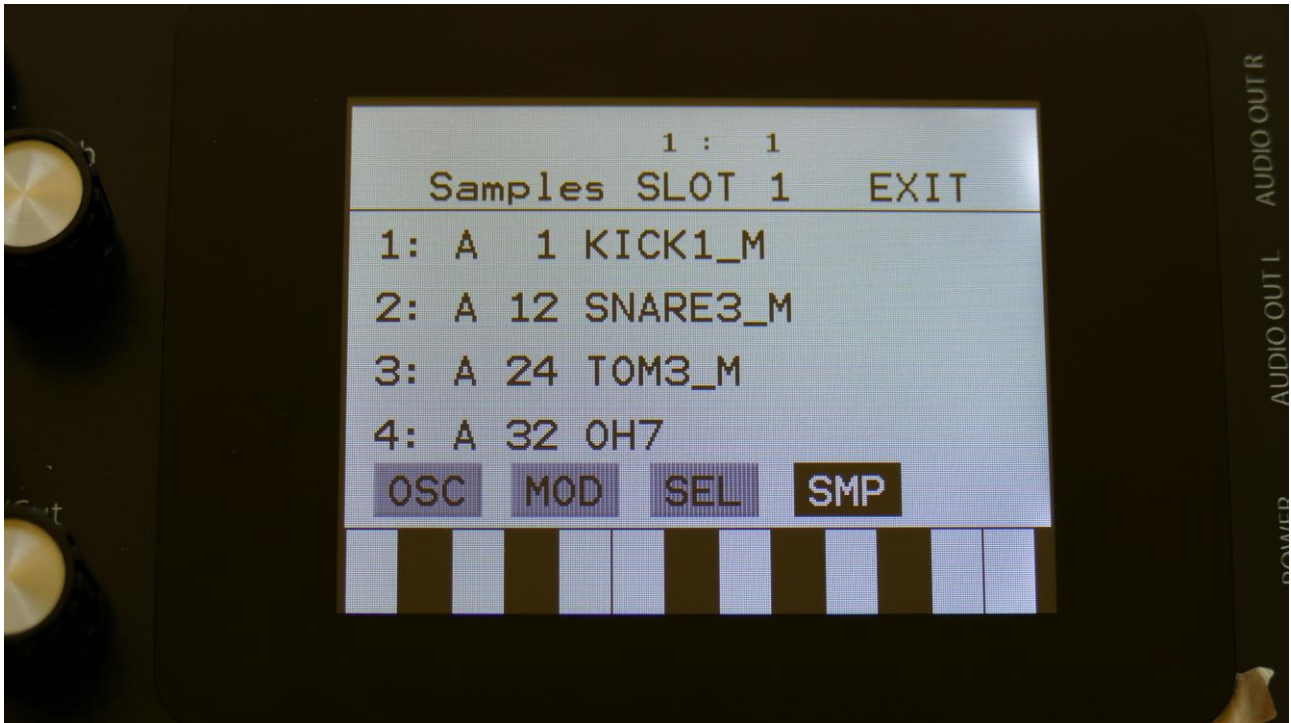 1 : 1
Samples SLOT 1 EXIT
1: A 1 KICK1_M
2: A 12 SNARE3_M
3: A 24 TOM3_M
4: A 32 OH7
OSC MOD SEL SMP
AUDIO OUT R
AUDIO OUT L
POWER